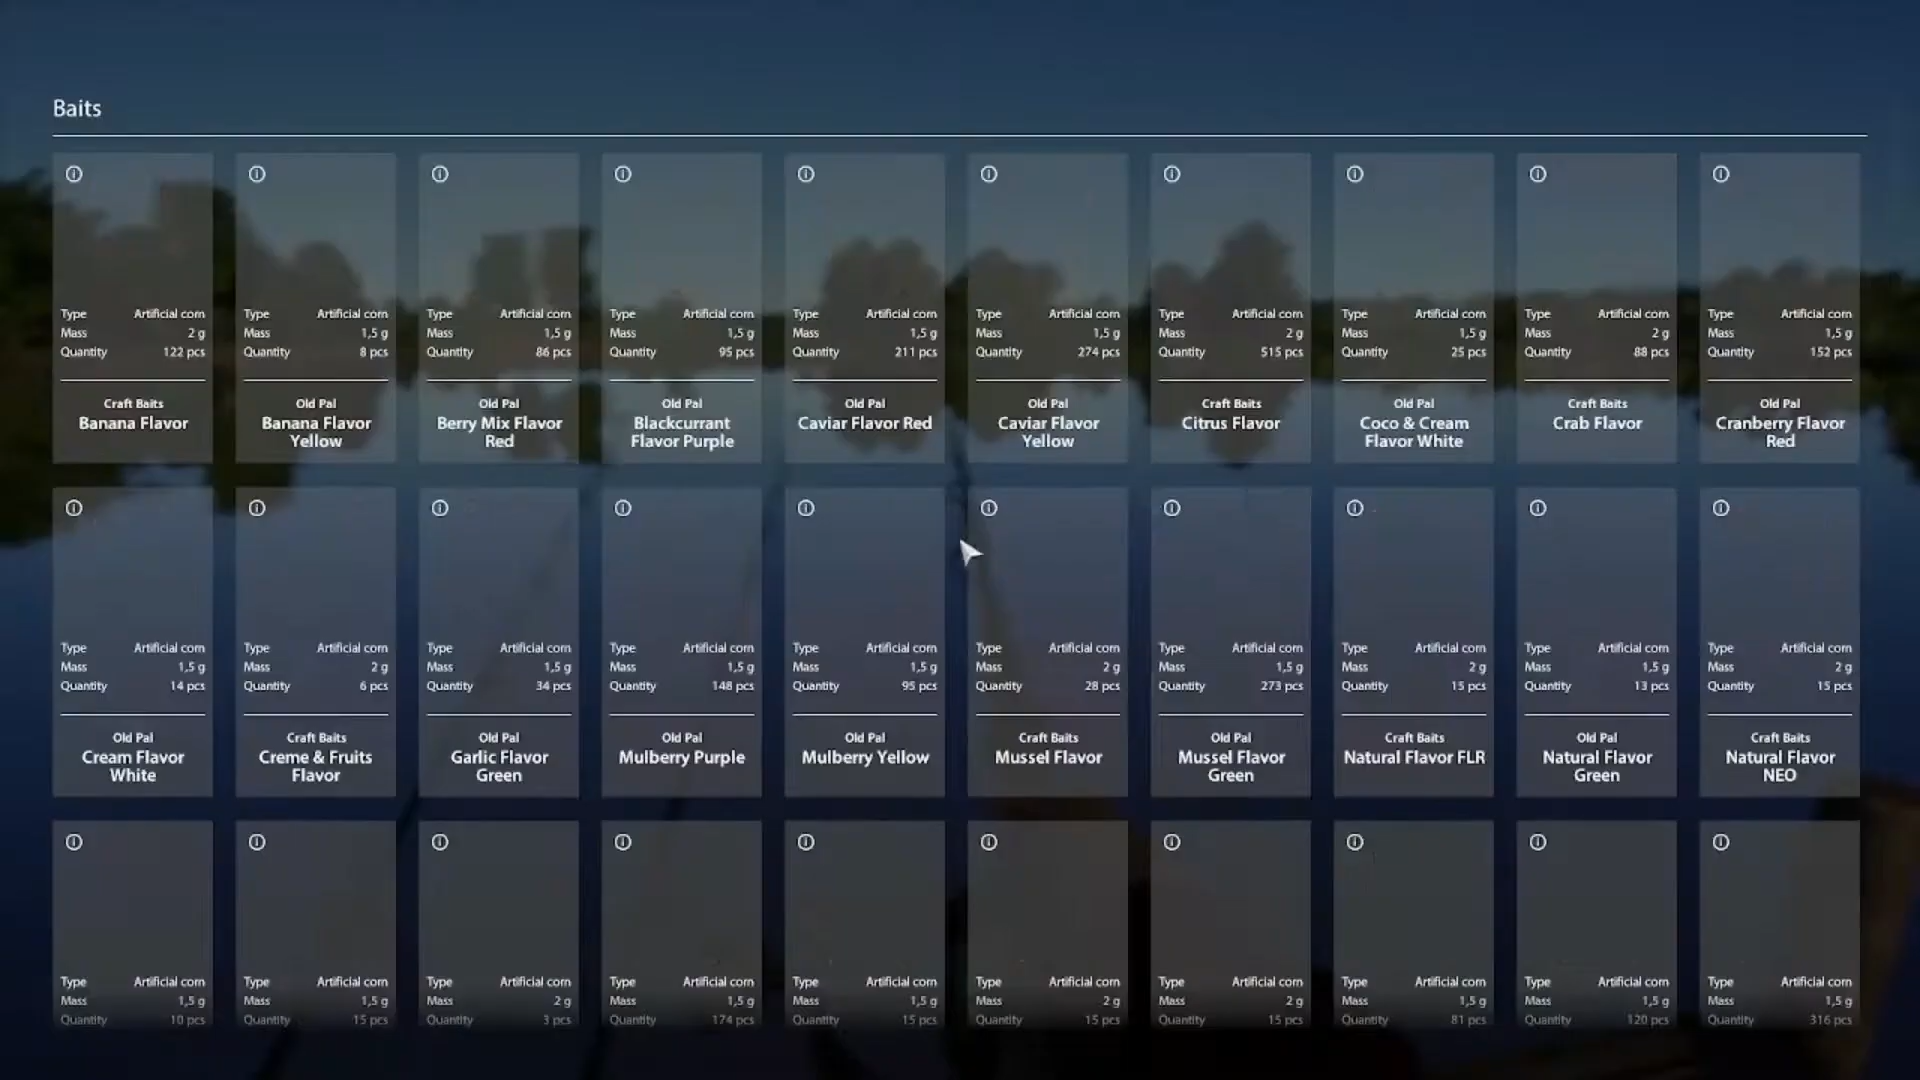 Baits
Type Artificial corn
Mass 2 g
Quantity 122 pcs
Craft Baits
Banana Flavor
Type Artificial corn
Mass 1,5 g
Quantity 8 pcs
Old Pal
Banana Flavor
Yellow
Type Artificial corn
Mass 1,5 g
Quantity 86 pcs
Old Pal
Berry Mix Flavor
Red
Type Artificial corn
Mass 1,5 g
Quantity 95 pcs
Old Pal
Blackcurrant
Flavor Purple
Type Artificial corn
Mass 1,5 g
Quantity 211 pcs
Old Pal
Caviar Flavor Red
Type Artificial corn
Mass 1,5 g
Quantity 274 pcs
Old Pal
Caviar Flavor
Yellow
Type Artificial corn
Mass 2 g
Quantity 515 pcs
Craft Baits
Citrus Flavor
Type Artificial corn
Mass 1,5 g
Quantity 25 pcs
Old Pal
Coco & Cream
Flavor White
Type Artificial corn
Mass 2 g
Quantity 88 pcs
Craft Baits
Crab Flavor
Type Artificial corn
Mass 1,5 g
Quantity 152 pcs
Old Pal
Cranberry Flavor
Red
Type Artificial corn
Mass 1,5 g
Quantity 14 pcs
Old Pal
Cream Flavor
White
Type Artificial corn
Mass 2 g
Quantity 6 pcs
Craft Baits
Creme & Fruits
Flavor
Type Artificial corn
Mass 1,5 g
Quantity 34 pcs
Old Pal
Garlic Flavor
Green
Type Artificial corn
Mass 1,5 g
Quantity 148 pcs
Old Pal
Mulberry Purple
Type Artificial corn
Mass 1,5 g
Quantity 95 pcs
Old Pal
Mulberry Yellow
Type Artificial corn
Mass 2 g
Quantity 28 pcs
Craft Baits
Mussel Flavor
Type Artificial corn
Mass 1,5 g
Quantity 273 pcs
Old Pal
Mussel Flavor
Green
Type Artificial corn
Mass 2 g
Quantity 15 pcs
Craft Baits
Natural Flavor FLR
Type Artificial corn
Mass 1,5 g
Quantity 13 pcs
Old Pal
Natural Flavor
Green
Type Artificial corn
Mass 2 g
Quantity 15 pcs
Craft Baits
Natural Flavor
NEO
Type Artificial corn
Mass 1,5 g
Quantity 10 pcs
Type Artificial corn
Mass 1,5 g
Quantity 15 pcs
Type Artificial corn
Mass 2 g
Quantity 3 pcs
Type Artificial corn
Mass 1,5 g
Quantity 174 pcs
Type Artificial corn
Mass 1,5 g
Quantity 15 pcs
Type Artificial corn
Mass 2 g
Quantity 15 pcs
Type Artificial corn
Mass 2 g
Quantity 15 pcs
Type Artificial corn
Mass 1,5 g
Quantity 81 pcs
Type Artificial corn
Mass 1,5 g
Quantity 120 pcs
Type Artificial corn
Mass 1,5 g
Quantity 316 pcs